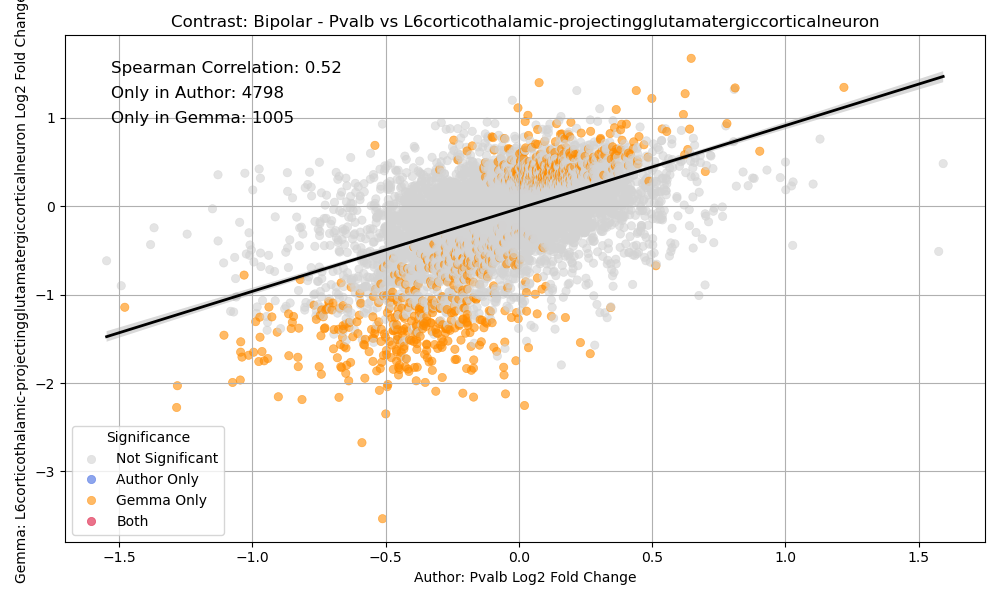 Contrast: Bipolar - Pvalb vs L6corticothalamic-projectingglutamatergiccorticalneuron
Gemma: L6corticothalamic-projectingglutamatergiccorticalneuron Log2 Fold Change
Spearman Correlation: 0.52
Only in Author: 4798
Only in Gemma: 1005
1
0
−1
−2
−3
Significance
Not Significant
Author Only
Gemma Only
Both
−1.5
−1.0
−0.5
0.0
0.5
1.0
1.5
Author: Pvalb Log2 Fold Change